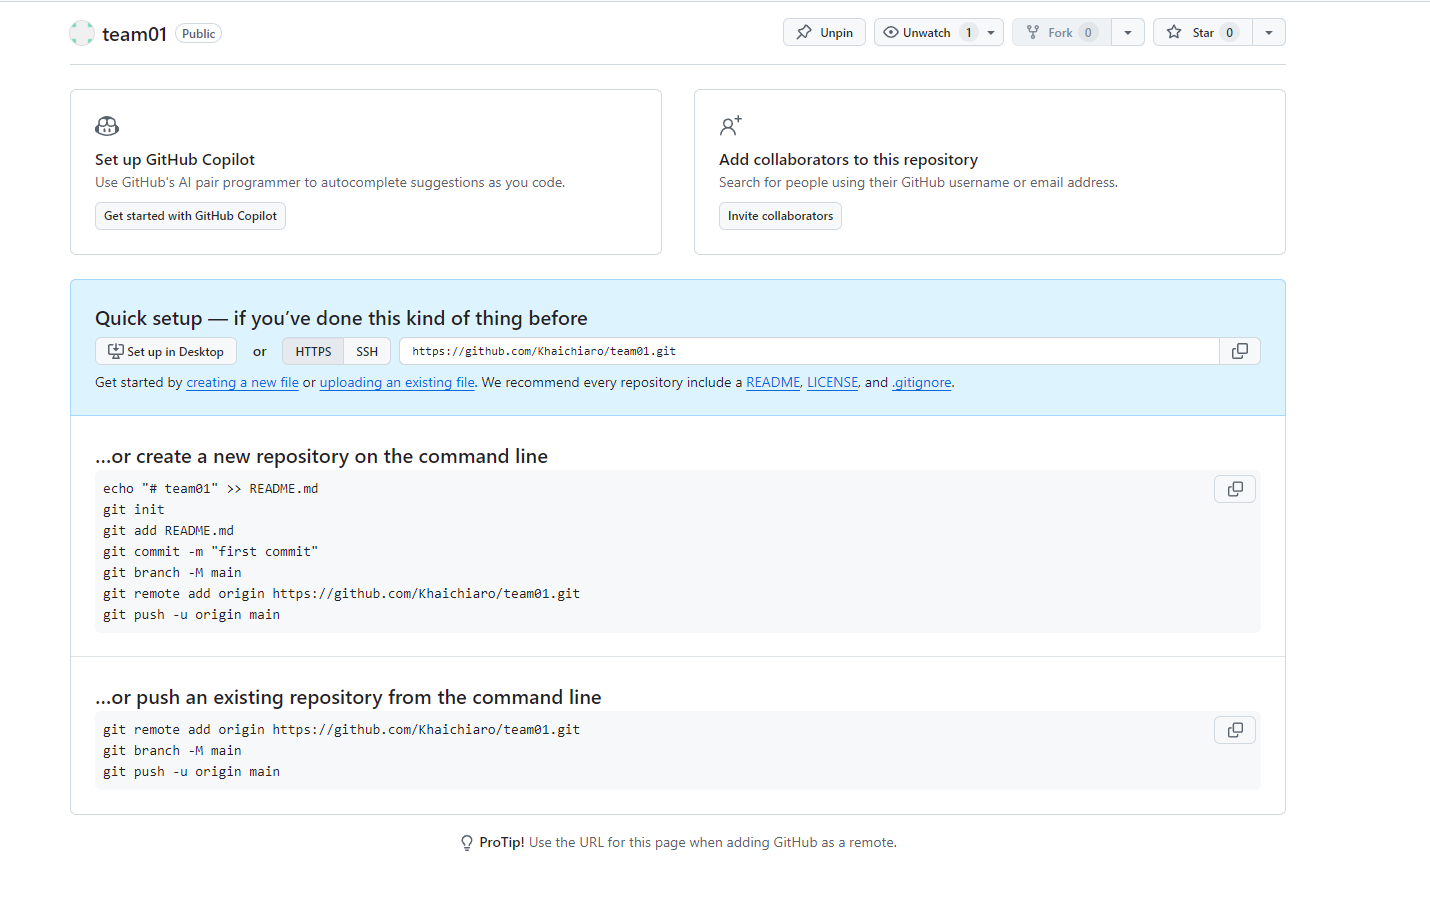 team01 Public Unpin Unwatch 1 Fork 0 Star 0
Set up GitHub Copilot
Use GitHub's AI pair programmer to autocomplete suggestions as you code.
Get started with GitHub Copilot
Add collaborators to this repository
Search for people using their GitHub username or email address.
Invite collaborators
Quick setup — if you've done this kind of thing before
Set up in Desktop or HTTPS SSH https://github.com/Khaichiaro/team01.git
Get started by creating a new file or uploading an existing file. We recommend every repository include a README, LICENSE, and .gitignore.
…or create a new repository on the command line
echo "# team01" >> README.md
git init
git add README.md
git commit -m "first commit"
git branch -M main
git remote add origin https://github.com/Khaichiaro/team01.git
git push -u origin main
…or push an existing repository from the command line
git remote add origin https://github.com/Khaichiaro/team01.git
git branch -M main
git push -u origin main
ProTip! Use the URL for this page when adding GitHub as a remote.